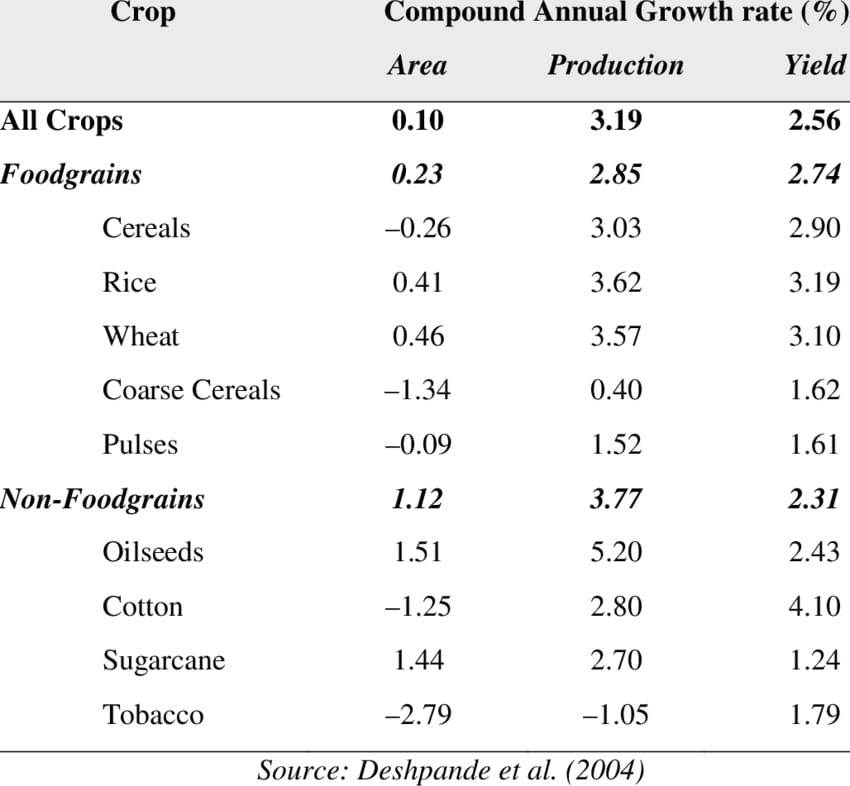 Crop Compound Annual Growth rate (%)
Area Production Yield
All Crops 0.10 3.19 2.56
Foodgrains 0.23 2.85 2.74
Cereals –0.26 3.03 2.90
Rice 0.41 3.62 3.19
Wheat 0.46 3.57 3.10
Coarse Cereals –1.34 0.40 1.62
Pulses –0.09 1.52 1.61
Non-Foodgrains 1.12 3.77 2.31
Oilseeds 1.51 5.20 2.43
Cotton –1.25 2.80 4.10
Sugarcane 1.44 2.70 1.24
Tobacco –2.79 –1.05 1.79
Source: Deshpande et al. (2004)